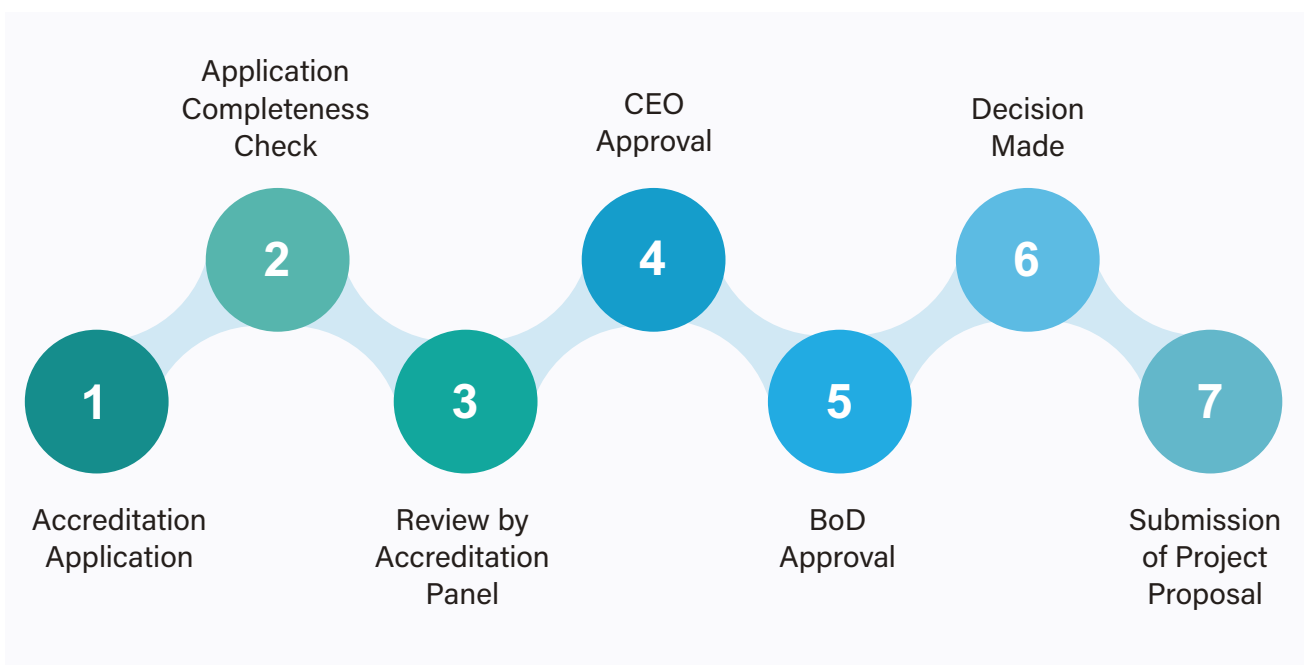 1
Accreditation
Application
Application
Completeness
Check
2
3
Review by
Accreditation
Panel
CEO
Approval
4
5
BoD
Approval
Decision
Made
6
7
Submission
of Project
Proposal